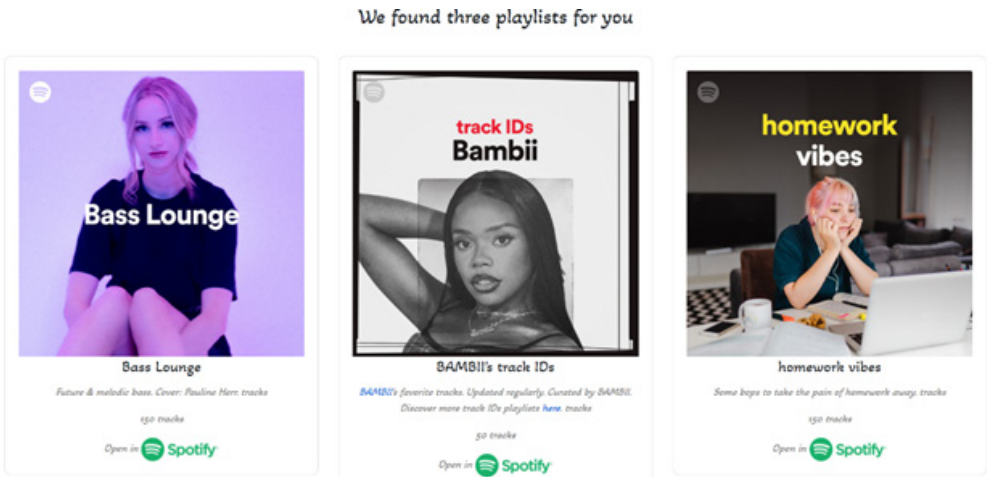 We found three playlists for you
Bass Lounge
Bass Lounge
Future & melodic bass. Cover: Pauline Herr. tracks
150 tracks
Open in Spotify
track IDs
Bambii
BAMBII's track IDs
BAMBII's favorite tracks. Updated regularly. Curated by BAMBII.
Discover more track IDs playlists here. tracks
50 tracks
Open in Spotify
homework
vibes
homework vibes
Some bops to take the pain of homework away. tracks
150 tracks
Open in Spotify